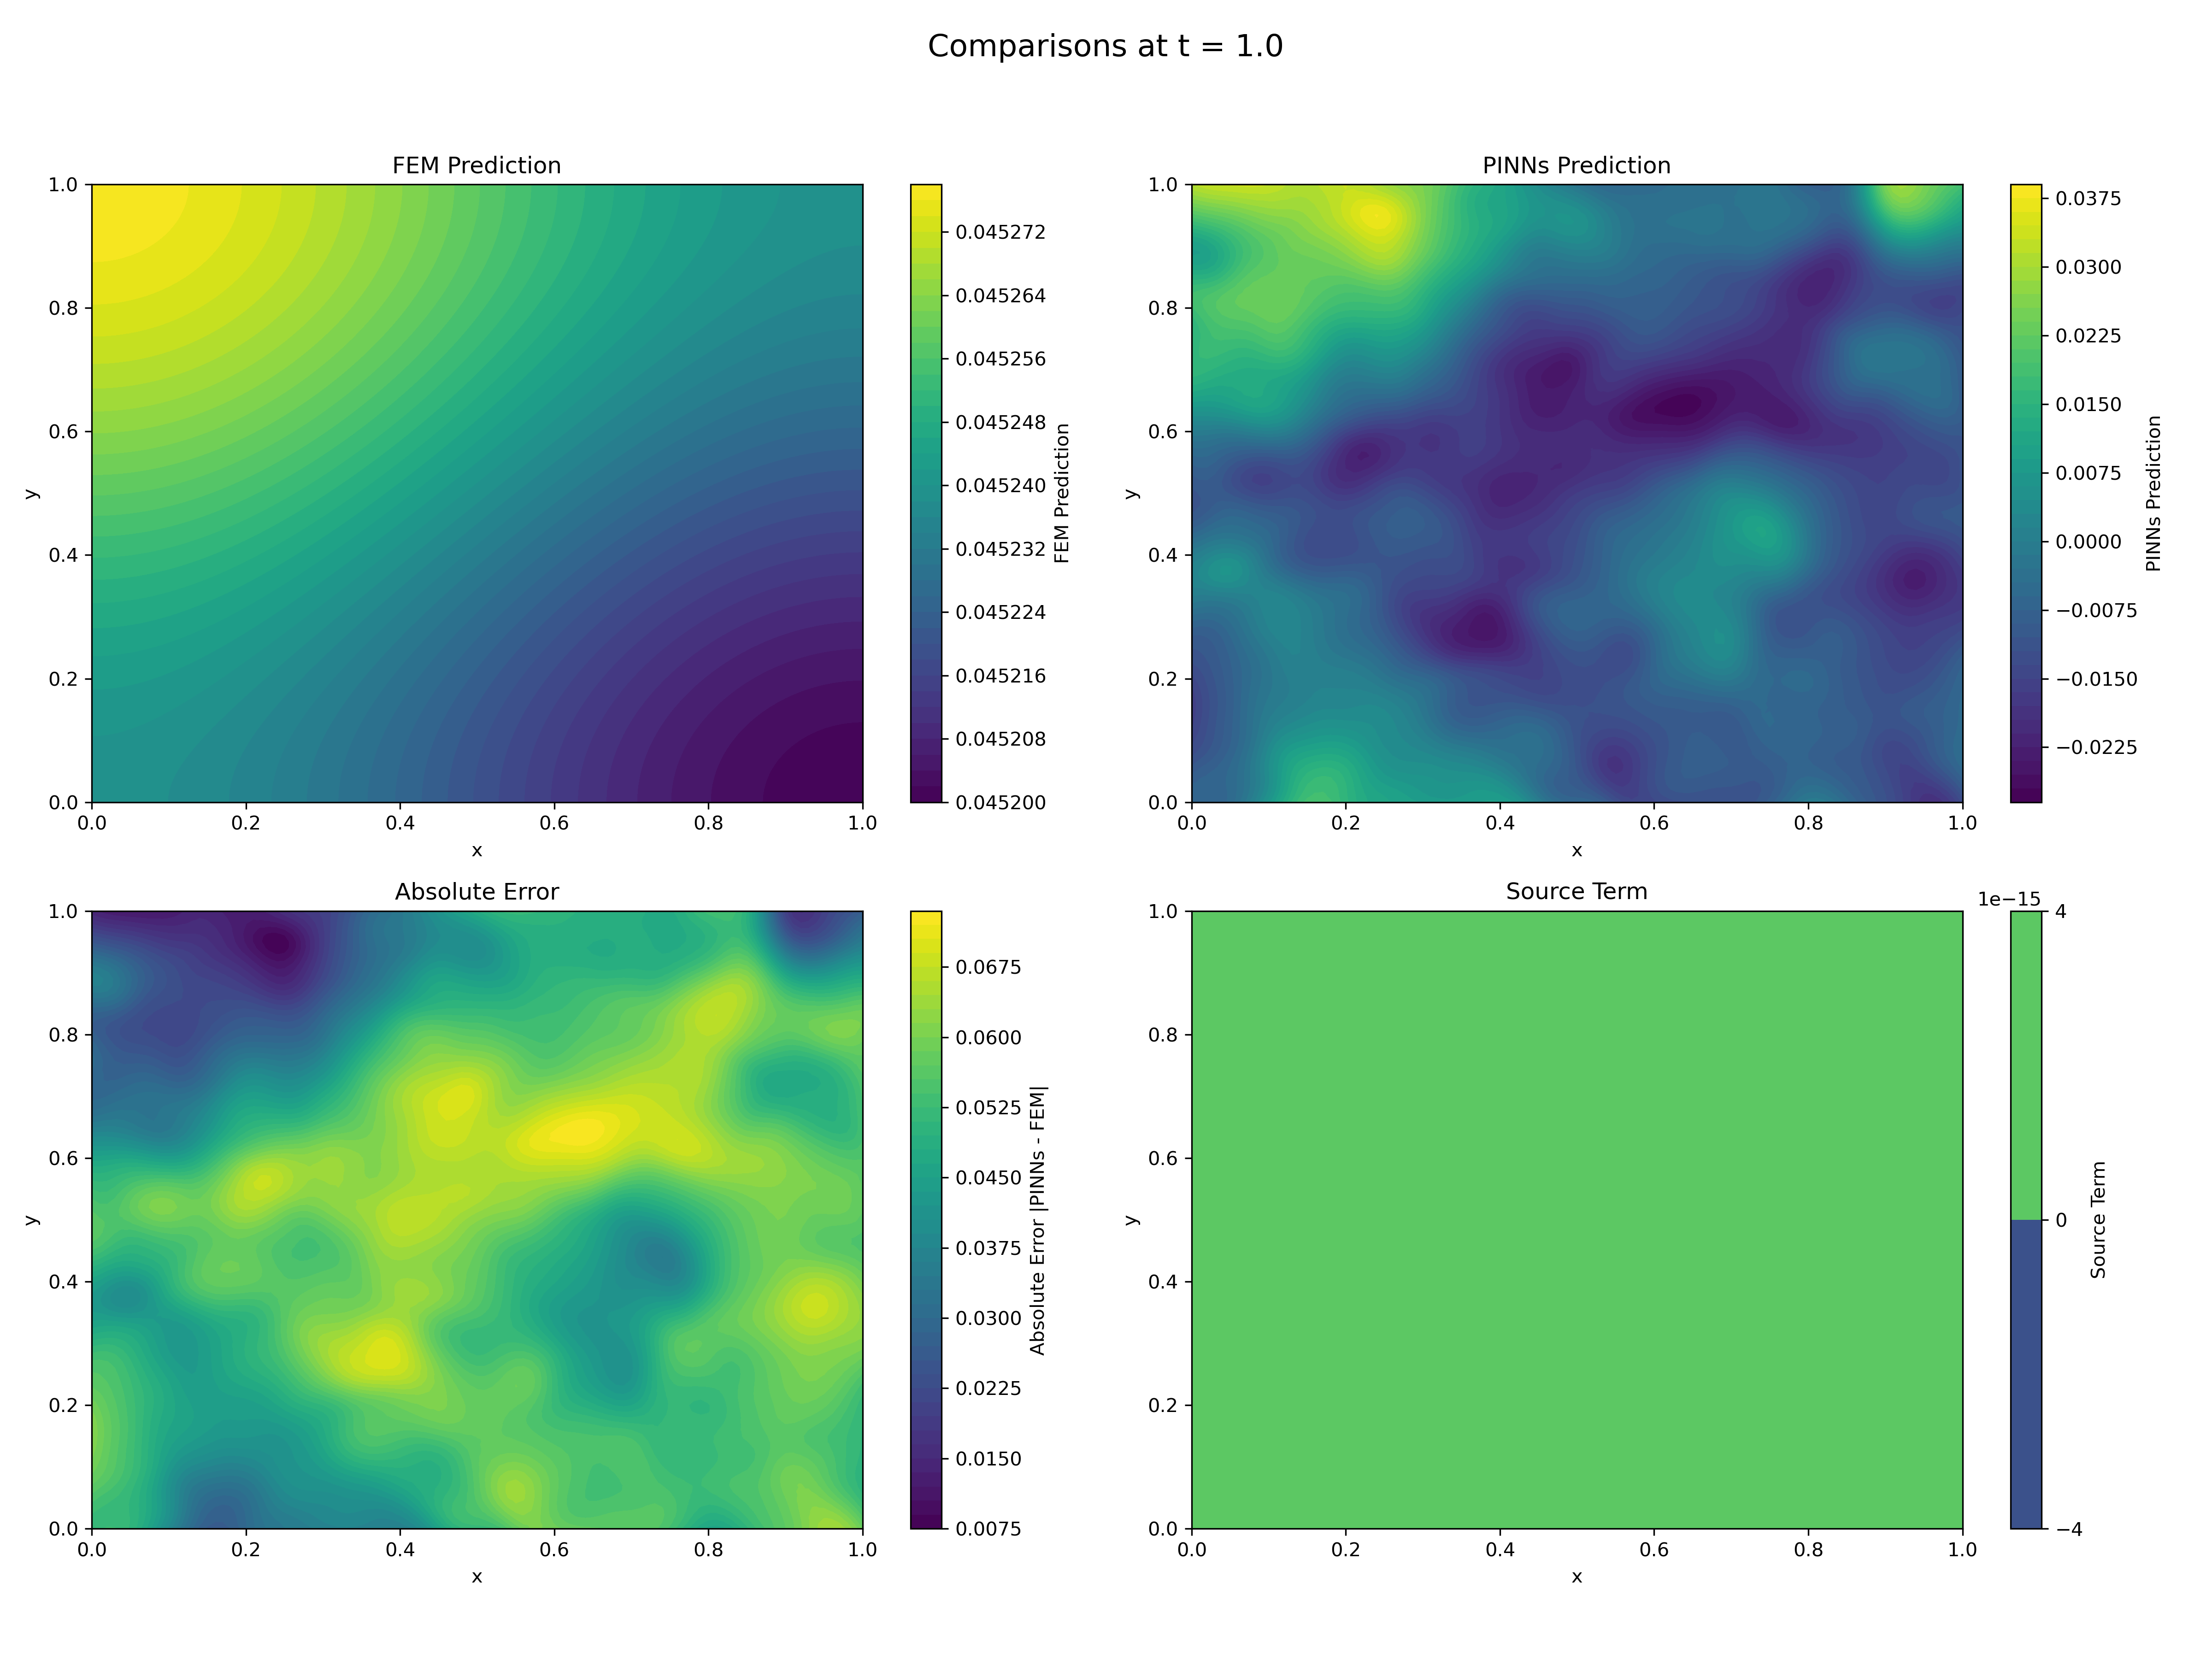 Comparisons at t = 1.0
FEM Prediction
1.0
0.8
0.6
0.4
0.2
0.0
y
0.0 0.2 0.4 0.6 0.8 1.0
x
0.045272
0.045264
0.045256
0.045248
0.045240
0.045232
0.045224
0.045216
0.045208
0.045200
FEM Prediction
PINNs Prediction
1.0
0.8
0.6
0.4
0.2
0.0
y
0.0 0.2 0.4 0.6 0.8 1.0
x
0.0375
0.0300
0.0225
0.0150
0.0075
0.0000
−0.0075
−0.0150
−0.0225
PINNs Prediction
Absolute Error
1.0
0.8
0.6
0.4
0.2
0.0
y
0.0 0.2 0.4 0.6 0.8 1.0
x
0.0675
0.0600
0.0525
0.0450
0.0375
0.0300
0.0225
0.0150
0.0075
Absolute Error |PINNs - FEM|
Source Term
1.0
0.8
0.6
0.4
0.2
0.0
y
0.0 0.2 0.4 0.6 0.8 1.0
x
1e−15
4
0
−4
Source Term